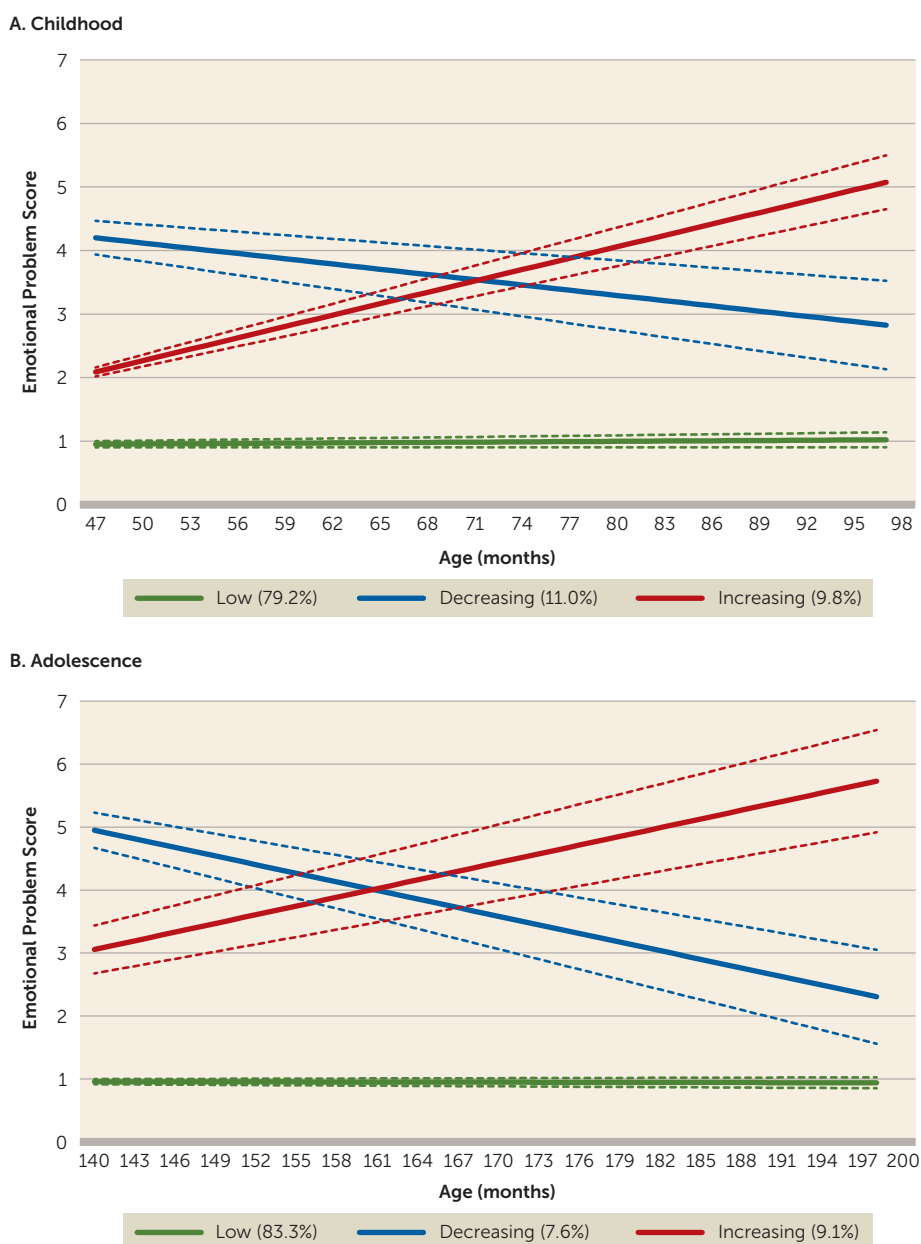 A. Childhood
7
6
5
4
3
2
1
0
Emotional Problem Score
47 50 53 56 59 62 65 68 71 74 77 80 83 86 89 92 95 98
Age (months)
Low (79.2%) Decreasing (11.0%) Increasing (9.8%)
B. Adolescence
7
6
5
4
3
2
1
0
Emotional Problem Score
140 143 146 149 152 155 158 161 164 167 170 173 176 179 182 185 188 191 194 197 200
Age (months)
Low (83.3%) Decreasing (7.6%) Increasing (9.1%)